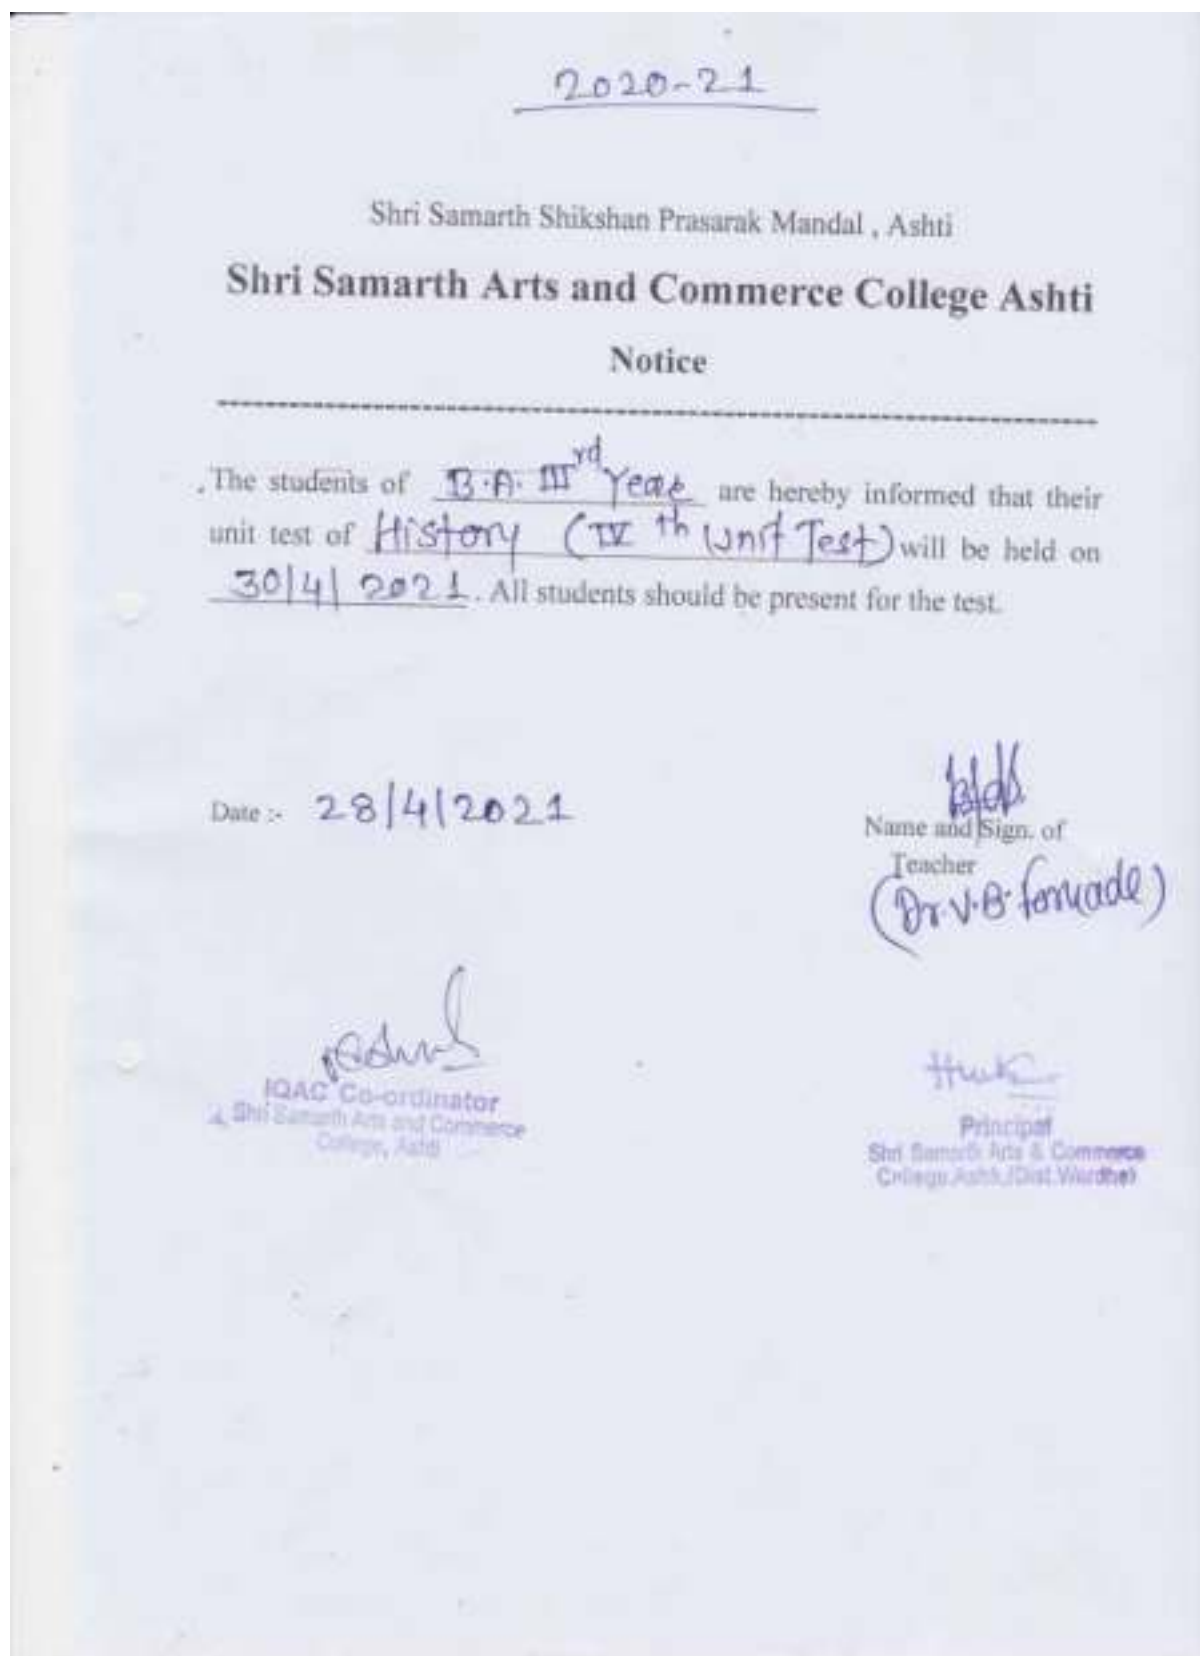 2020-21
Shri Samarth Shikshan Prasarak Mandal , Ashti
Shri Samarth Arts and Commerce College Ashti
Notice
The students of B.A. IIIrd Year are hereby informed that their
unit test of History (IVth Unit Test) will be held on
30/4/2021. All students should be present for the test.
Date :- 28/4/2021
Name and Sign. of
Teacher
(Dr. V.B.
IQAC Co-ordinator
Shri Samarth Arts and Commerce
College, Ashti
Principal
Shri Samarth Arts & Commerce
College,Ashti,(Dist.Wardha)